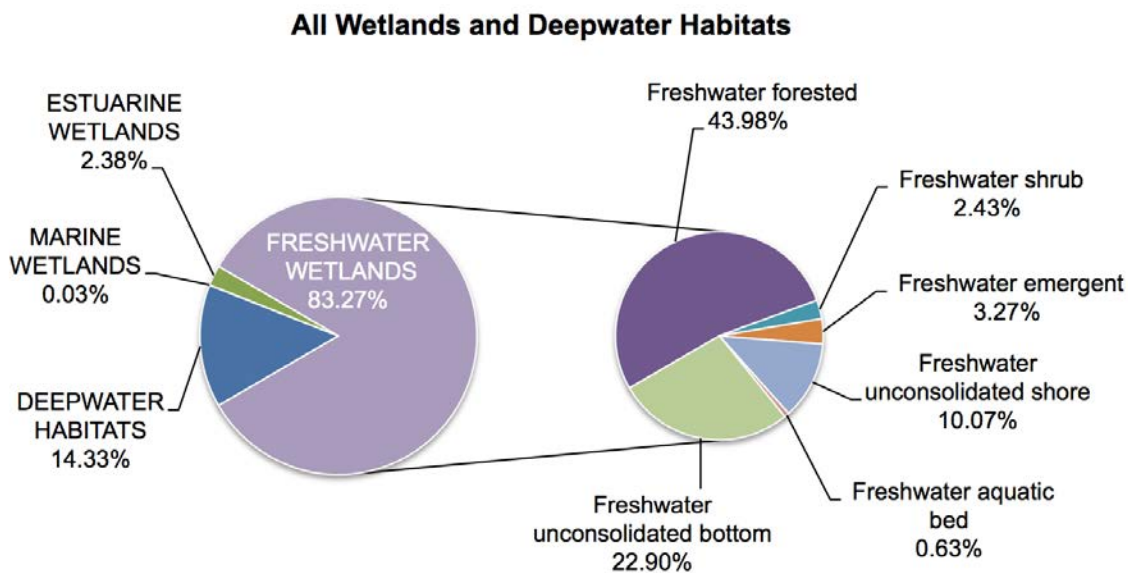 All Wetlands and Deepwater Habitats
ESTUARINE
WETLANDS
2.38%
MARINE
WETLANDS
0.03%
DEEPWATER
HABITATS
14.33%
FRESHWATER
WETLANDS
83.27%
Freshwater forested
43.98%
Freshwater shrub
2.43%
Freshwater emergent
3.27%
Freshwater
unconsolidated shore
10.07%
Freshwater aquatic
bed
0.63%
Freshwater
unconsolidated bottom
22.90%